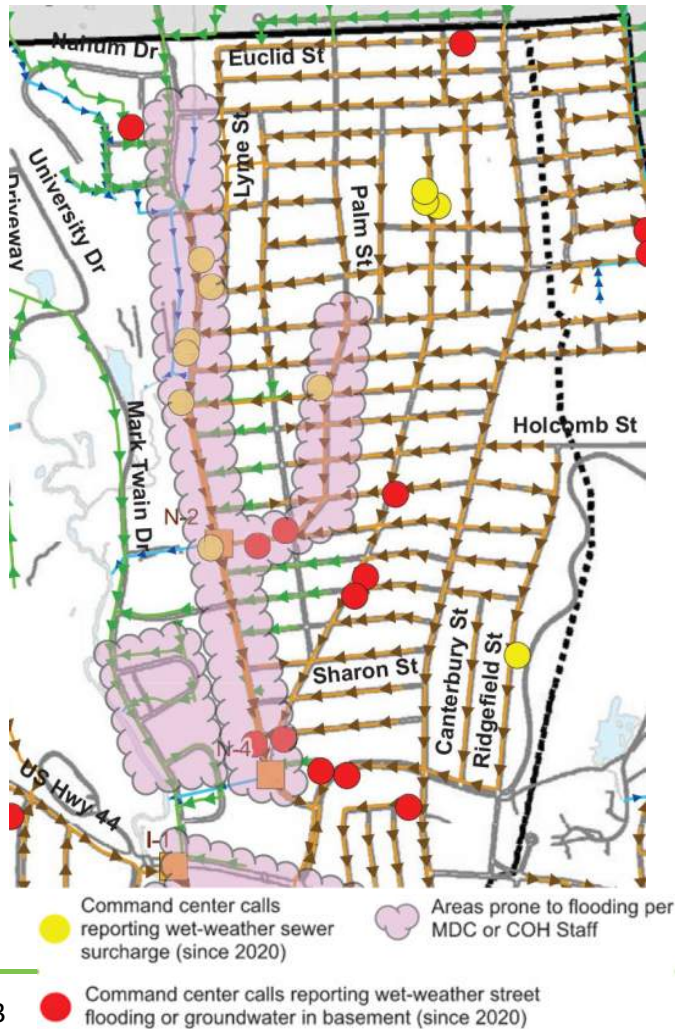 Nahum Dr
Euclid St
Lyme St
University Dr
Driveway
Palm St
Mark Twain Dr
Holcomb St
N-2
Canterbury St
Ridgefield St
Sharon St
N-4
US Hwy 44
I-1
Command center calls
reporting wet-weather sewer
surcharge (since 2020)
Areas prone to flooding per
MDC or COH Staff
3
Command center calls reporting wet-weather street
flooding or groundwater in basement (since 2020)